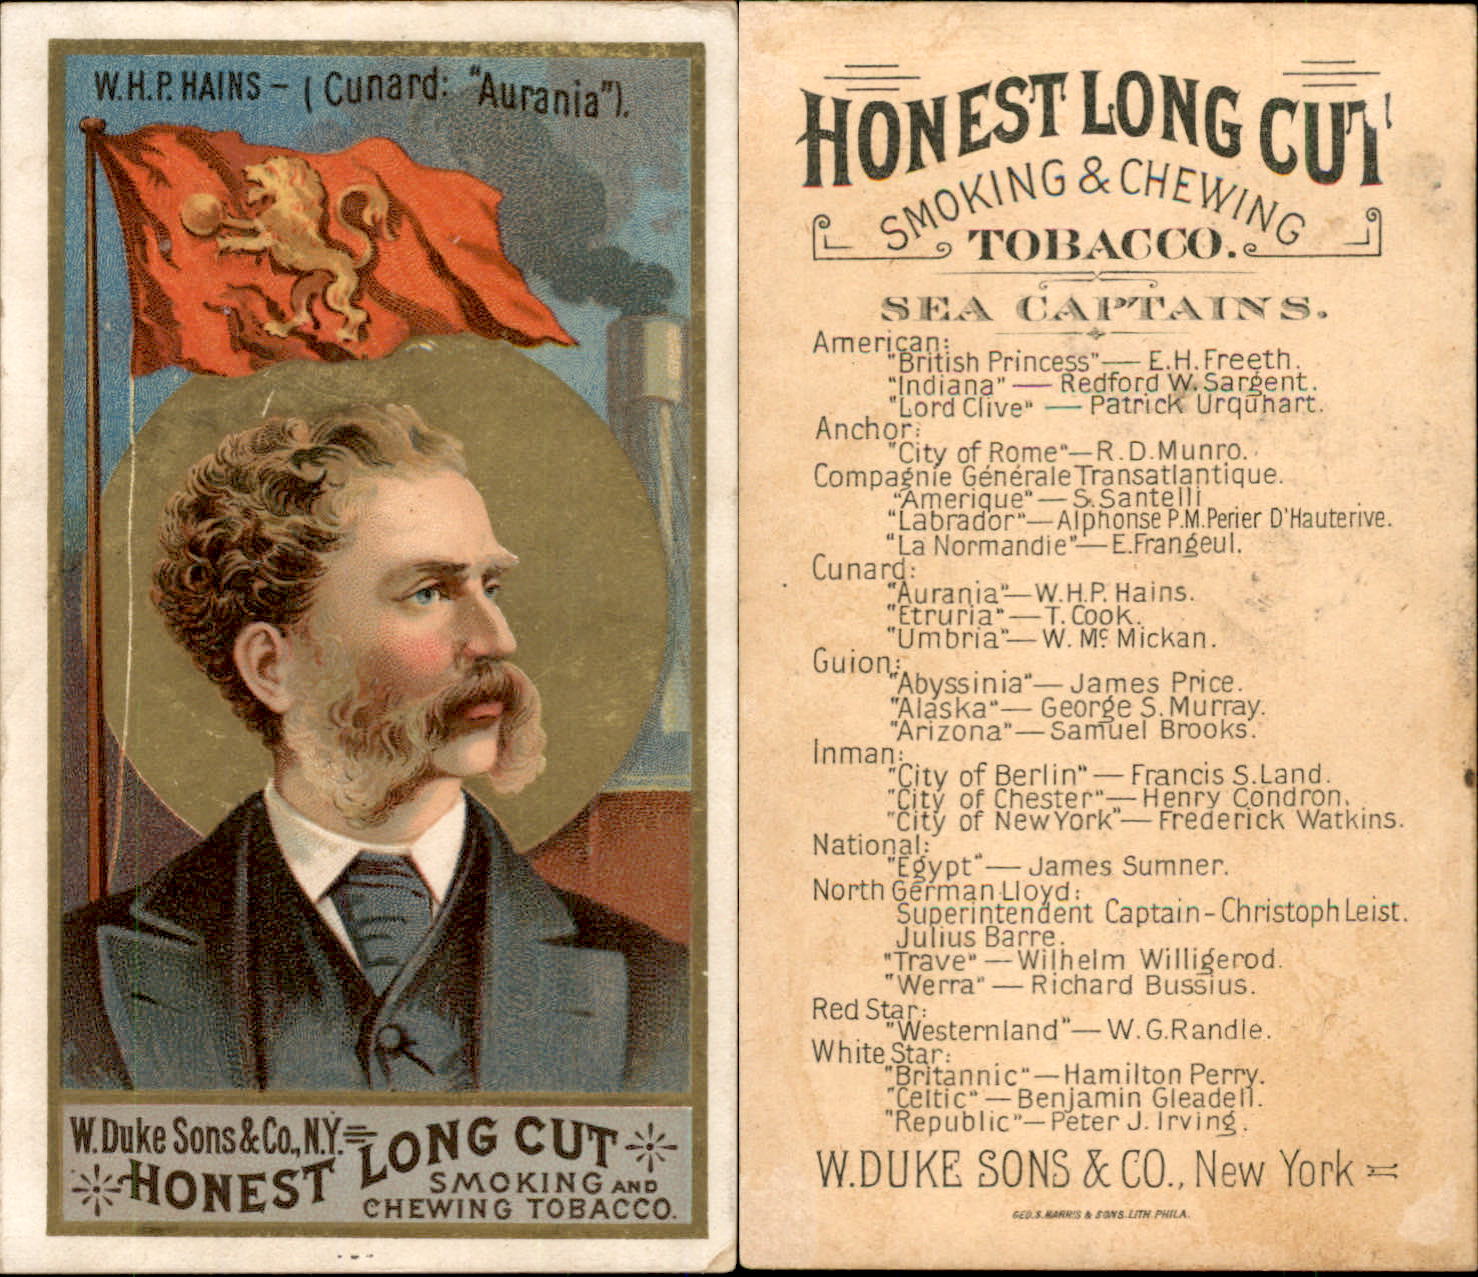 W.H.P. HAINS - (Cunard: "Aurania").
W. Duke Sons & Co., N.Y. HONEST LONG CUT
SMOKING AND
CHEWING TOBACCO.
HONEST LONG CUT
SMOKING & CHEWING
TOBACCO.
SEA CAPTAINS.
American:
"British Princess" — E.H. Freeth.
"Indiana" — Redford W. Sargent.
"Lord Clive" — Patrick Urquhart.
Anchor:
"City of Rome" — R.D. Munro.
Compagnie Générale Transatlantique.
"Amerique" — S. Santelli
"Labrador" — Alphonse P.M. Perier D'Hauterive.
"La Normandie" — E. Frangeul.
Cunard:
"Aurania" — W.H.P. Hains.
"Etruria" — T. Cook.
"Umbria" — W. Mc Mickan.
Guion:
"Abyssinia" — James Price.
"Alaska" — George S. Murray.
"Arizona" — Samuel Brooks.
Inman:
"City of Berlin" — Francis S. Land.
"City of Chester" — Henry Condron.
"City of New York" — Frederick Watkins.
National:
"Egypt" — James Sumner.
North German Lloyd:
Superintendent Captain - Christoph Leist.
Julius Barre.
"Trave" — Wilhelm Willigerod.
"Werra" — Richard Bussius.
Red Star:
"Westernland" — W.G. Randle.
White Star:
"Britannic" — Hamilton Perry.
"Celtic" — Benjamin Gleadell.
"Republic" — Peter J. Irving.
W. DUKE SONS & CO., New York
GEO. S. HARRIS & SONS. LITH. PHILA.